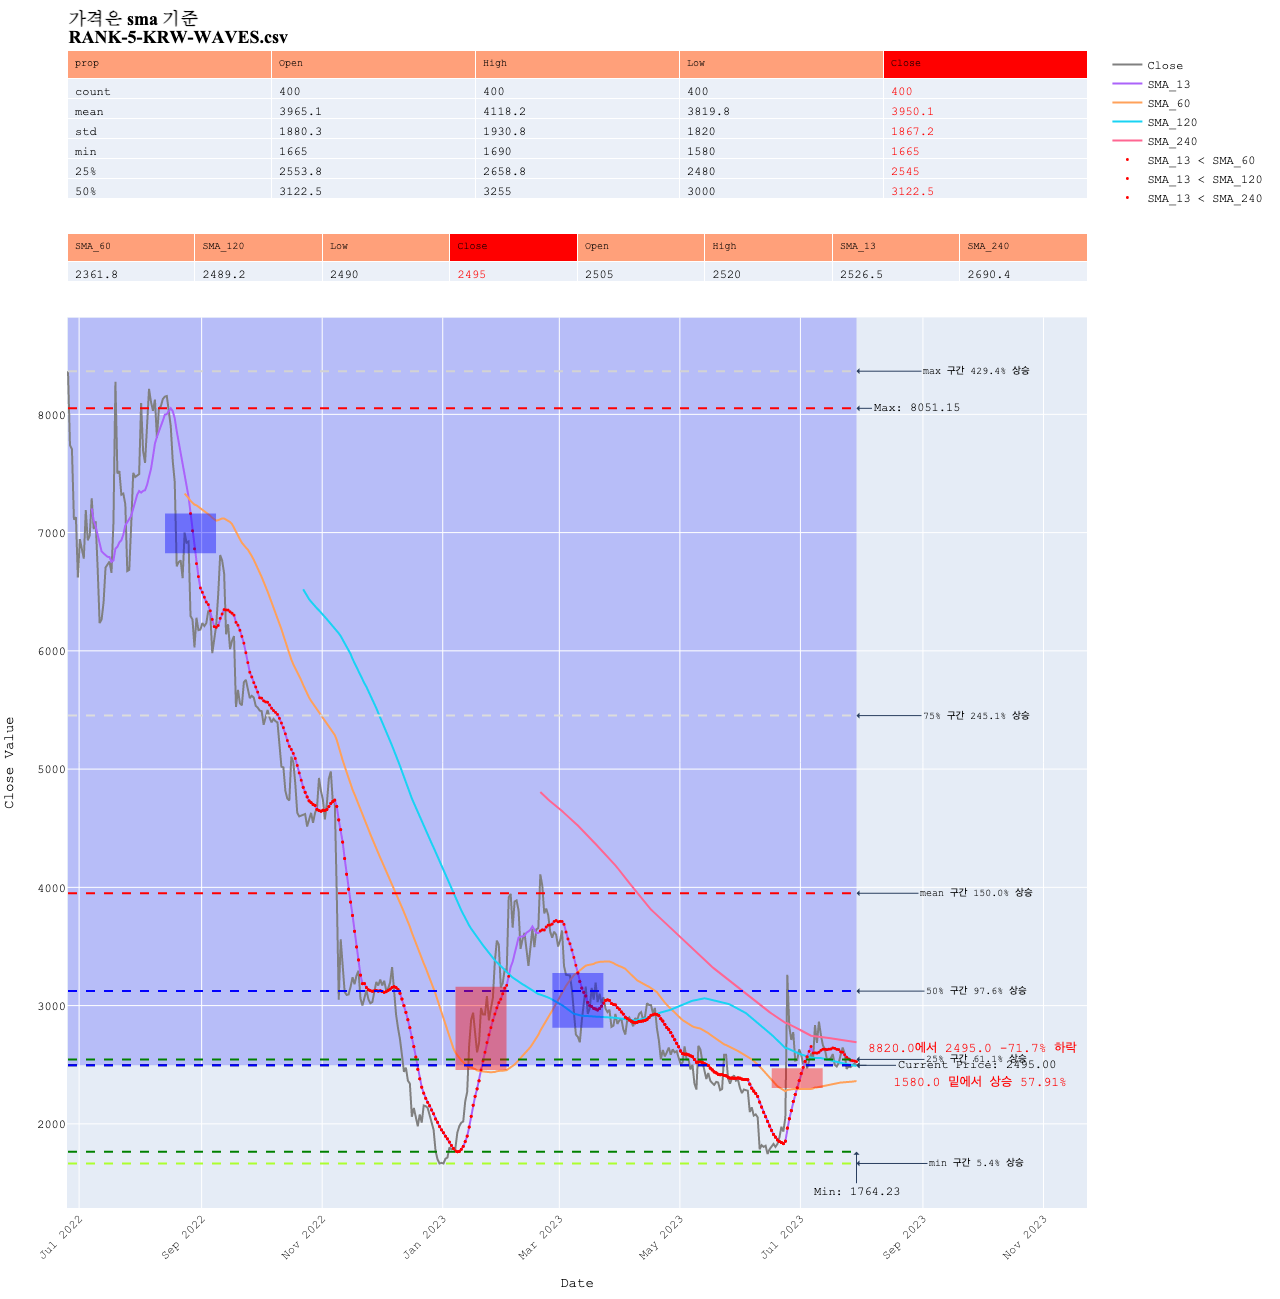 가격은 sma 기준
RANK-5-KRW-WAVES.csv
prop Open High Low Close
count 400 400 400 400
mean 3965.1 4118.2 3819.8 3950.1
std 1880.3 1930.8 1820 1867.2
min 1665 1690 1580 1665
25% 2553.8 2658.8 2480 2545
50% 3122.5 3255 3000 3122.5
SMA_60 SMA_120 Low Close Open High SMA_13 SMA_240
2361.8 2489.2 2490 2495 2505 2520 2526.5 2690.4
Close
SMA_13
SMA_60
SMA_120
SMA_240
SMA_13 < SMA_60
SMA_13 < SMA_120
SMA_13 < SMA_240
max 구간 429.4% 상승
Max: 8051.15
75% 구간 245.1% 상승
mean 구간 150.0% 상승
50% 구간 97.6% 상승
8820.0에서 2495.0 -71.7% 하락
25% 구간 61.1% 상승
Current Price: 2495.00
1580.0 밑에서 상승 57.91%
min 구간 5.4% 상승
Min: 1764.23
8000
7000
6000
5000
4000
3000
2000
Close Value
Jul 2022
Sep 2022
Nov 2022
Jan 2023
Mar 2023
May 2023
Jul 2023
Sep 2023
Nov 2023
Date